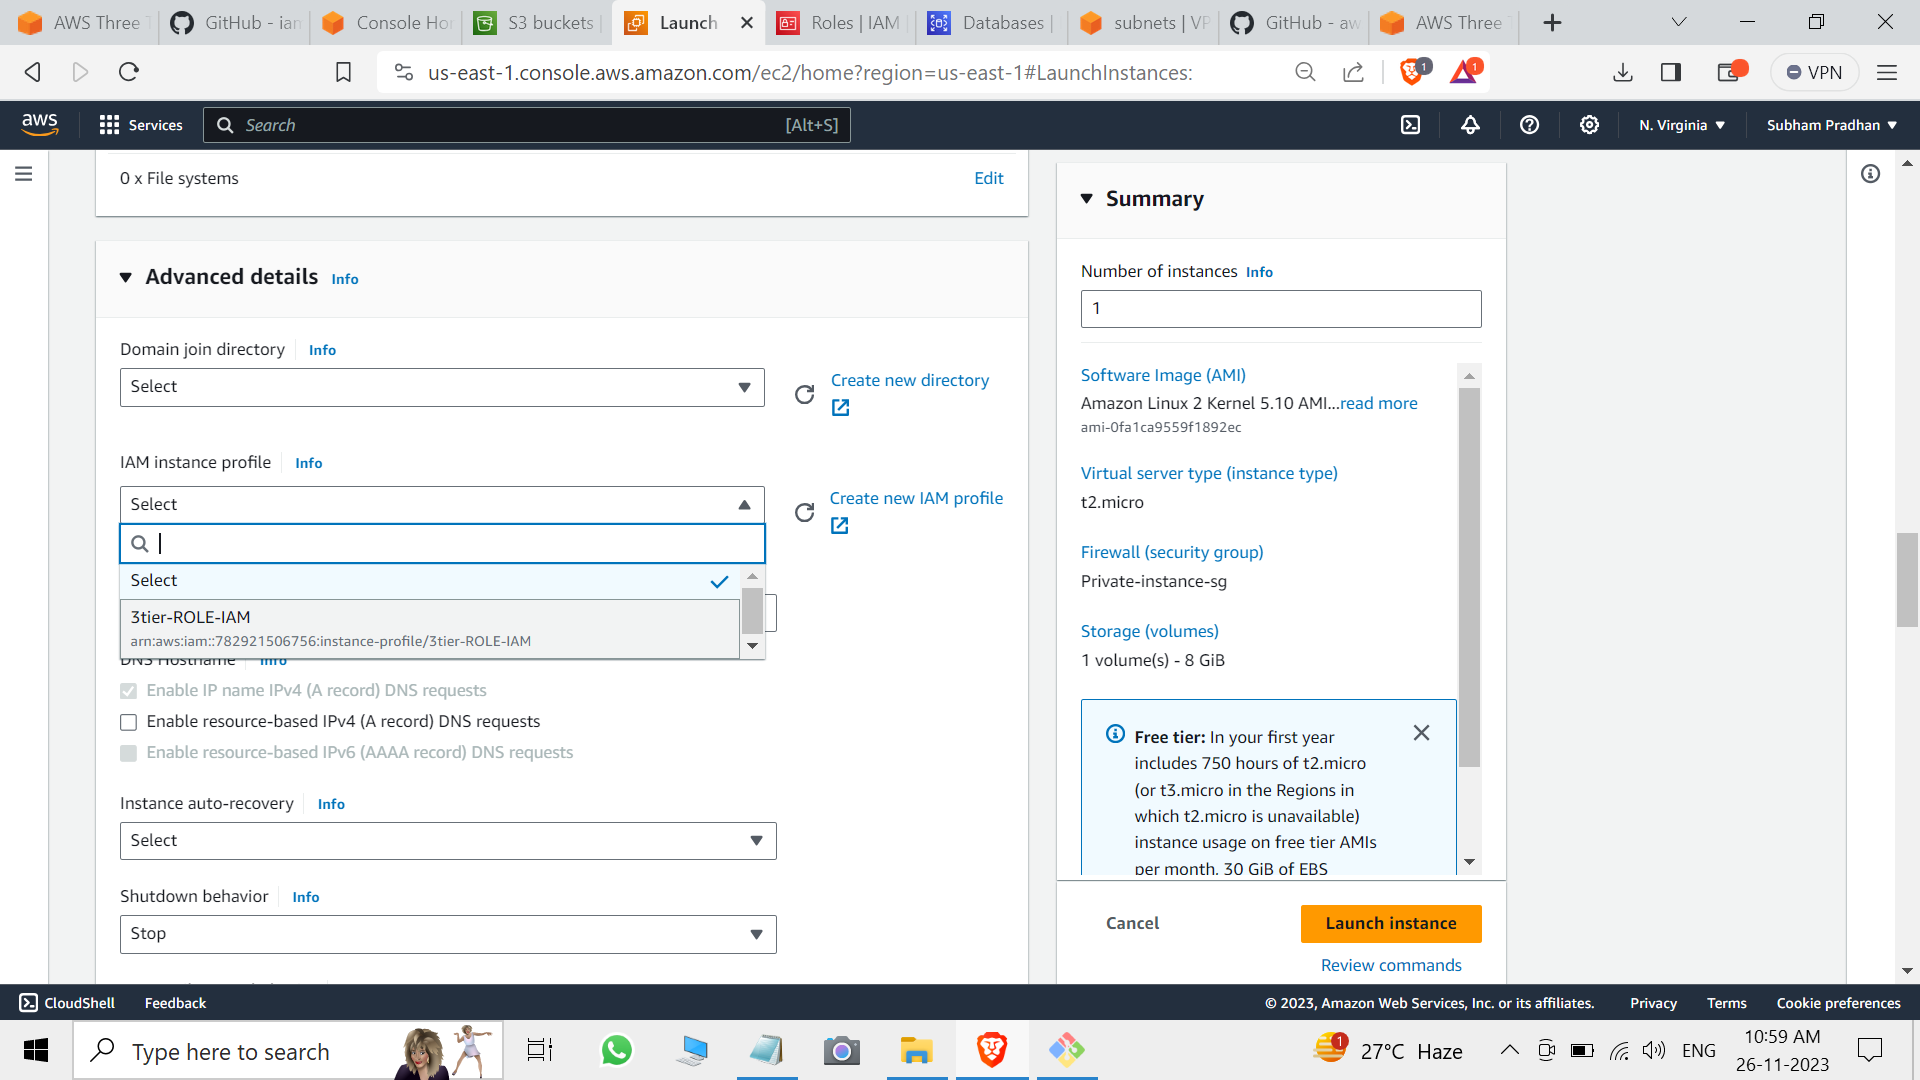 AWS Three T
GitHub - iam
Console Hor
S3 buckets
Launch
Roles | IAM
Databases |
subnets | VP
GitHub - aw
AWS Three T
us-east-1.console.aws.amazon.com/ec2/home?region=us-east-1#LaunchInstances:
1
1
VPN
aws
Services
Search
[Alt+S]
N. Virginia
Subham Pradhan
0 x File systems
Edit
Advanced details Info
Domain join directory Info
Select
Create new directory
IAM instance profile Info
Select
Create new IAM profile
Select
3tier-ROLE-IAM
arn:aws:iam::782921506756:instance-profile/3tier-ROLE-IAM
DNS Hostname Info
Enable IP name IPv4 (A record) DNS requests
Enable resource-based IPv4 (A record) DNS requests
Enable resource-based IPv6 (AAAA record) DNS requests
Instance auto-recovery Info
Select
Shutdown behavior Info
Stop
Summary
Number of instances Info
1
Software Image (AMI)
Amazon Linux 2 Kernel 5.10 AMI...read more
ami-0fa1ca9559f1892ec
Virtual server type (instance type)
t2.micro
Firewall (security group)
Private-instance-sg
Storage (volumes)
1 volume(s) - 8 GiB
Free tier: In your first year
includes 750 hours of t2.micro
(or t3.micro in the Regions in
which t2.micro is unavailable)
instance usage on free tier AMIs
per month, 30 GiB of EBS
Cancel
Launch instance
Review commands
CloudShell
Feedback
© 2023, Amazon Web Services, Inc. or its affiliates.
Privacy
Terms
Cookie preferences
Type here to search
1
27°C Haze
ENG
10:59 AM
26-11-2023